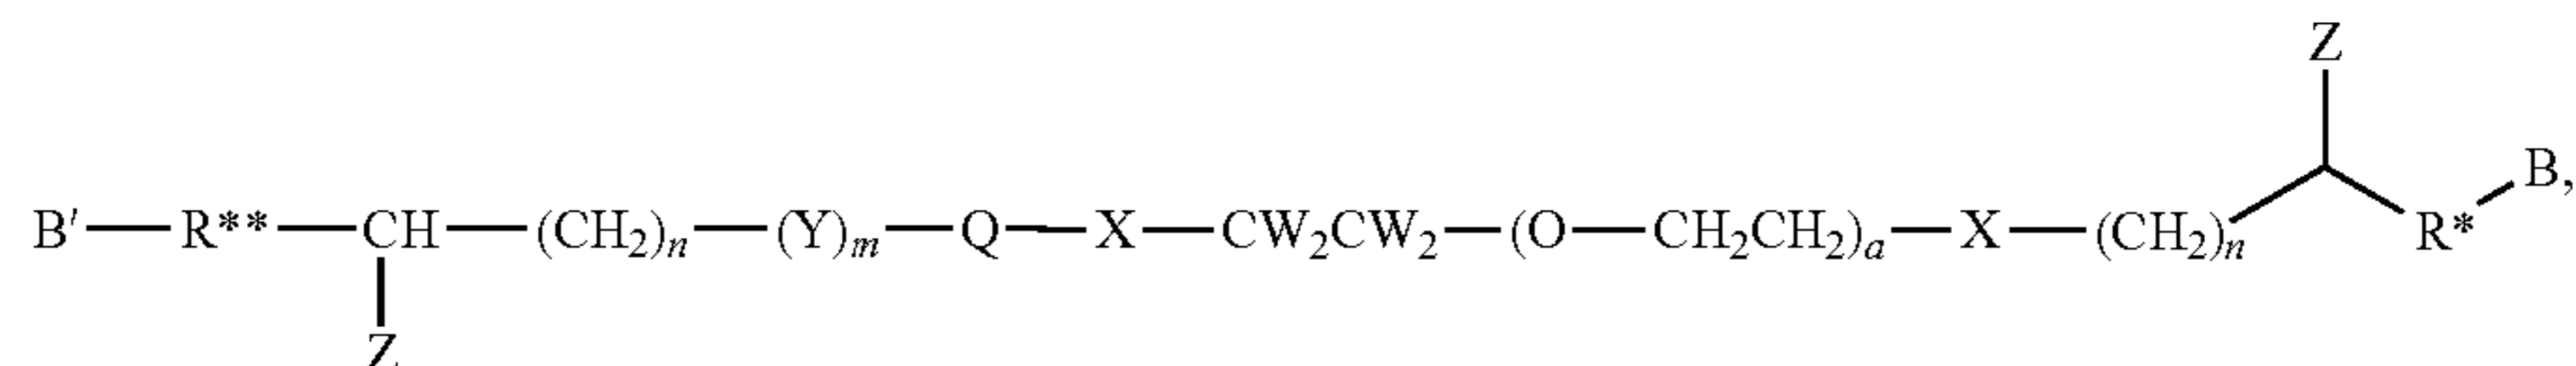 Z
B′—R**—CH—(CH₂)ₙ—(Y)ₘ—Q—X—CW₂CW₂—(O—CH₂CH₂)ₐ—X—(CH₂)ₙ R* B,
Z